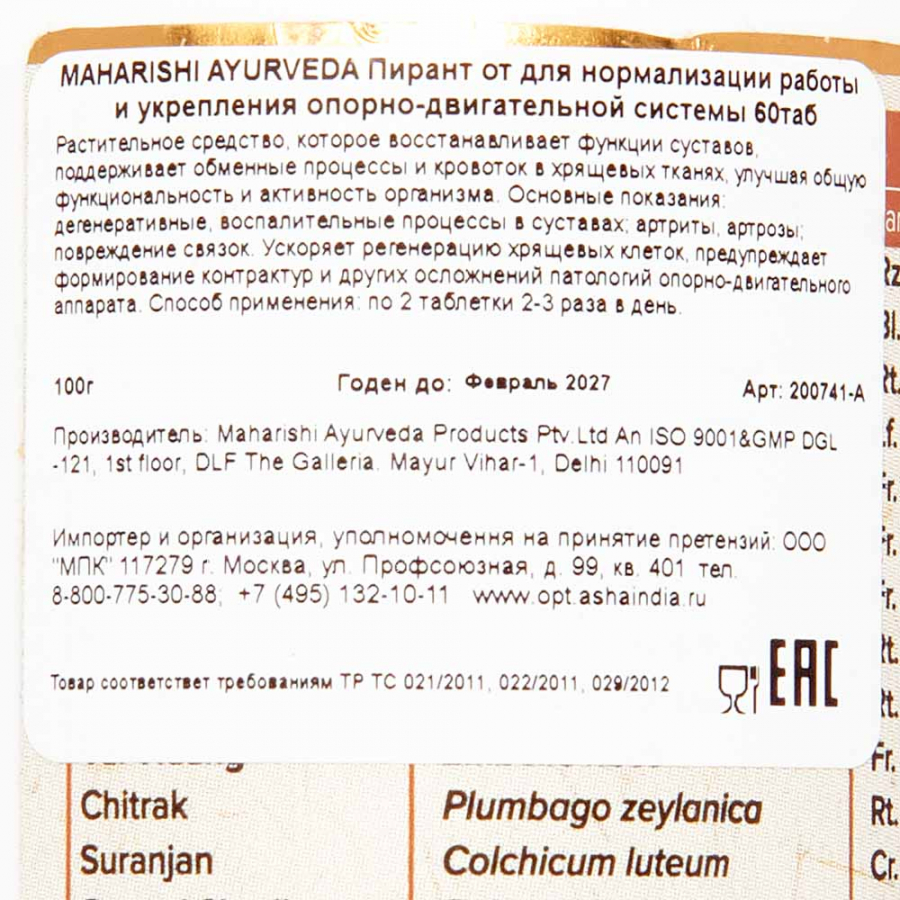 MAHARISHI AYURVEDA Пирант от для нормализации работы
и укрепления опорно-двигательной системы 60таб
Растительное средство, которое восстанавливает функции суставов,
поддерживает обменные процессы и кровоток в хрящевых тканях, улучшая общую
функциональность и активность организма. Основные показания:
дегенеративные, воспалительные процессы в суставах; артриты, артрозы;
повреждение связок. Ускоряет регенерацию хрящевых клеток, предупреждает
формирование контрактур и других осложнений патологий опорно-двигательного
аппарата. Способ применения: по 2 таблетки 2-3 раза в день.
100г Годен до: Февраль 2027 Арт: 200741-А
Производитель: Maharishi Ayurveda Products Ptv.Ltd An ISO 9001&GMP DGL
-121, 1st floor, DLF The Galleria. Mayur Vihar-1, Delhi 110091
Импортер и организация, уполномочення на принятие претензий: ООО
"МПК" 117279 г. Москва, ул. Профсоюзная, д. 99, кв. 401 тел.
8-800-775-30-88; +7 (495) 132-10-11 www.opt.ashaindia.ru
Товар соответствет требованиям ТР ТС 021/2011, 022/2011, 029/2012
EAC
Fr.
Chitrak Plumbago zeylanica Rt.
Suranjan Colchicum luteum Cr.